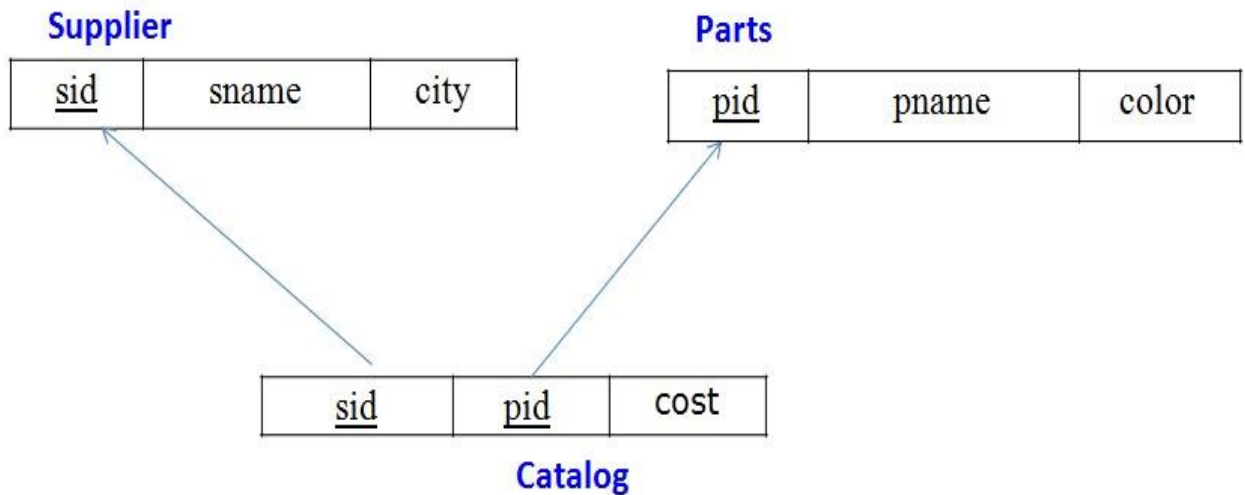 Supplier
sid sname city
Parts
pid pname color
sid pid cost
Catalog